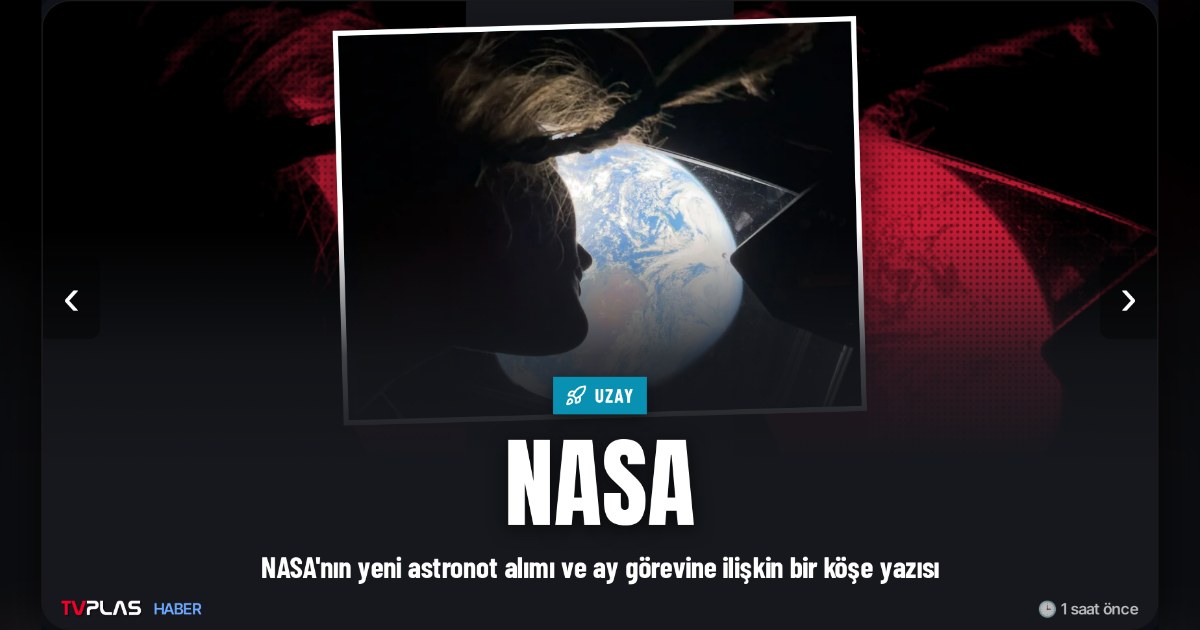 UZAY
NASA
NASA'nın yeni astronot alımı ve ay görevine ilişkin bir köşe yazısı
TVPLAS HABER
1 saat önce